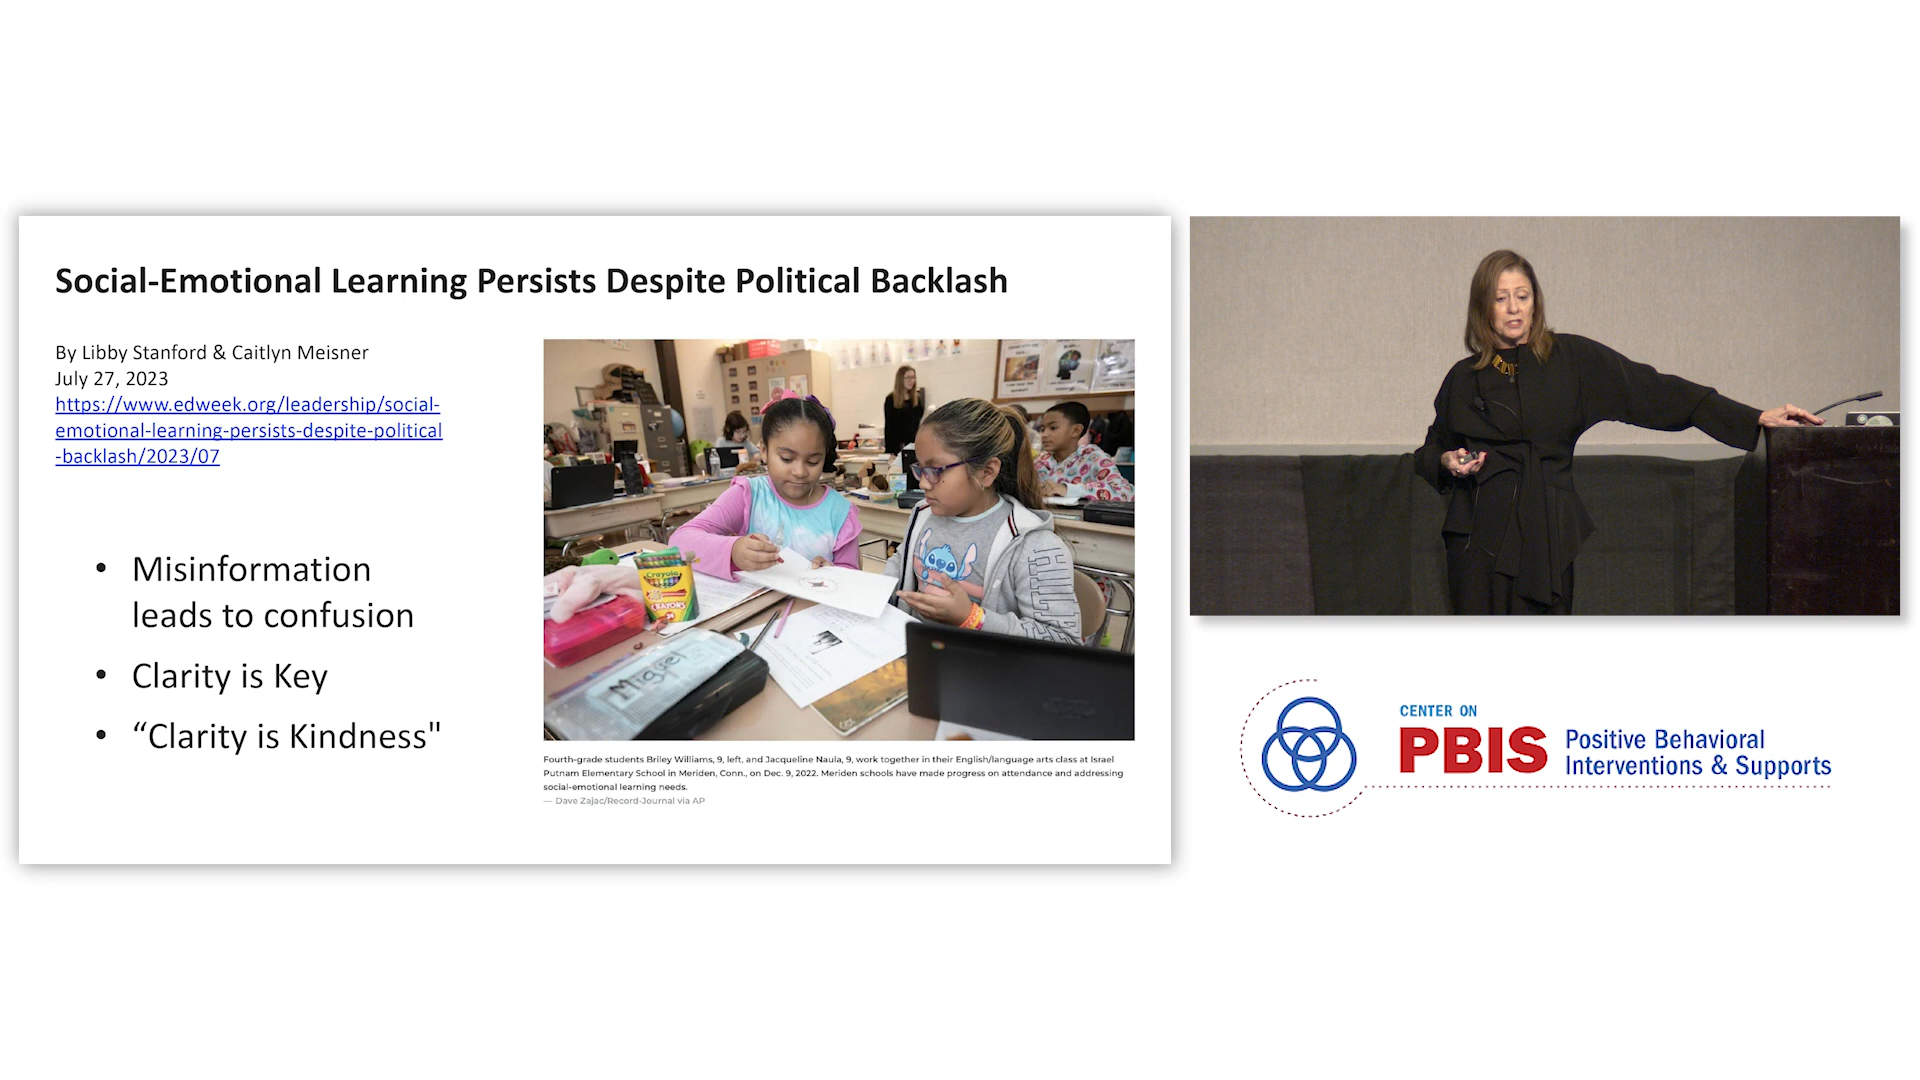 Social-Emotional Learning Persists Despite Political Backlash
By Libby Stanford & Caitlyn Meisner
July 27, 2023
https://www.edweek.org/leadership/social-
emotional-learning-persists-despite-political
-backlash/2023/07
• Misinformation
leads to confusion
• Clarity is Key
• “Clarity is Kindness"
Crayola
CRAYONS
Miguel
Fourth-grade students Briley Williams, 9, left, and Jacqueline Naula, 9, work together in their English/language arts class at Israel
Putnam Elementary School in Meriden, Conn., on Dec. 9, 2022. Meriden schools have made progress on attendance and addressing
social-emotional learning needs.
— Dave Zajac/Record-Journal via AP
CENTER ON
PBIS
Positive Behavioral
Interventions & Supports